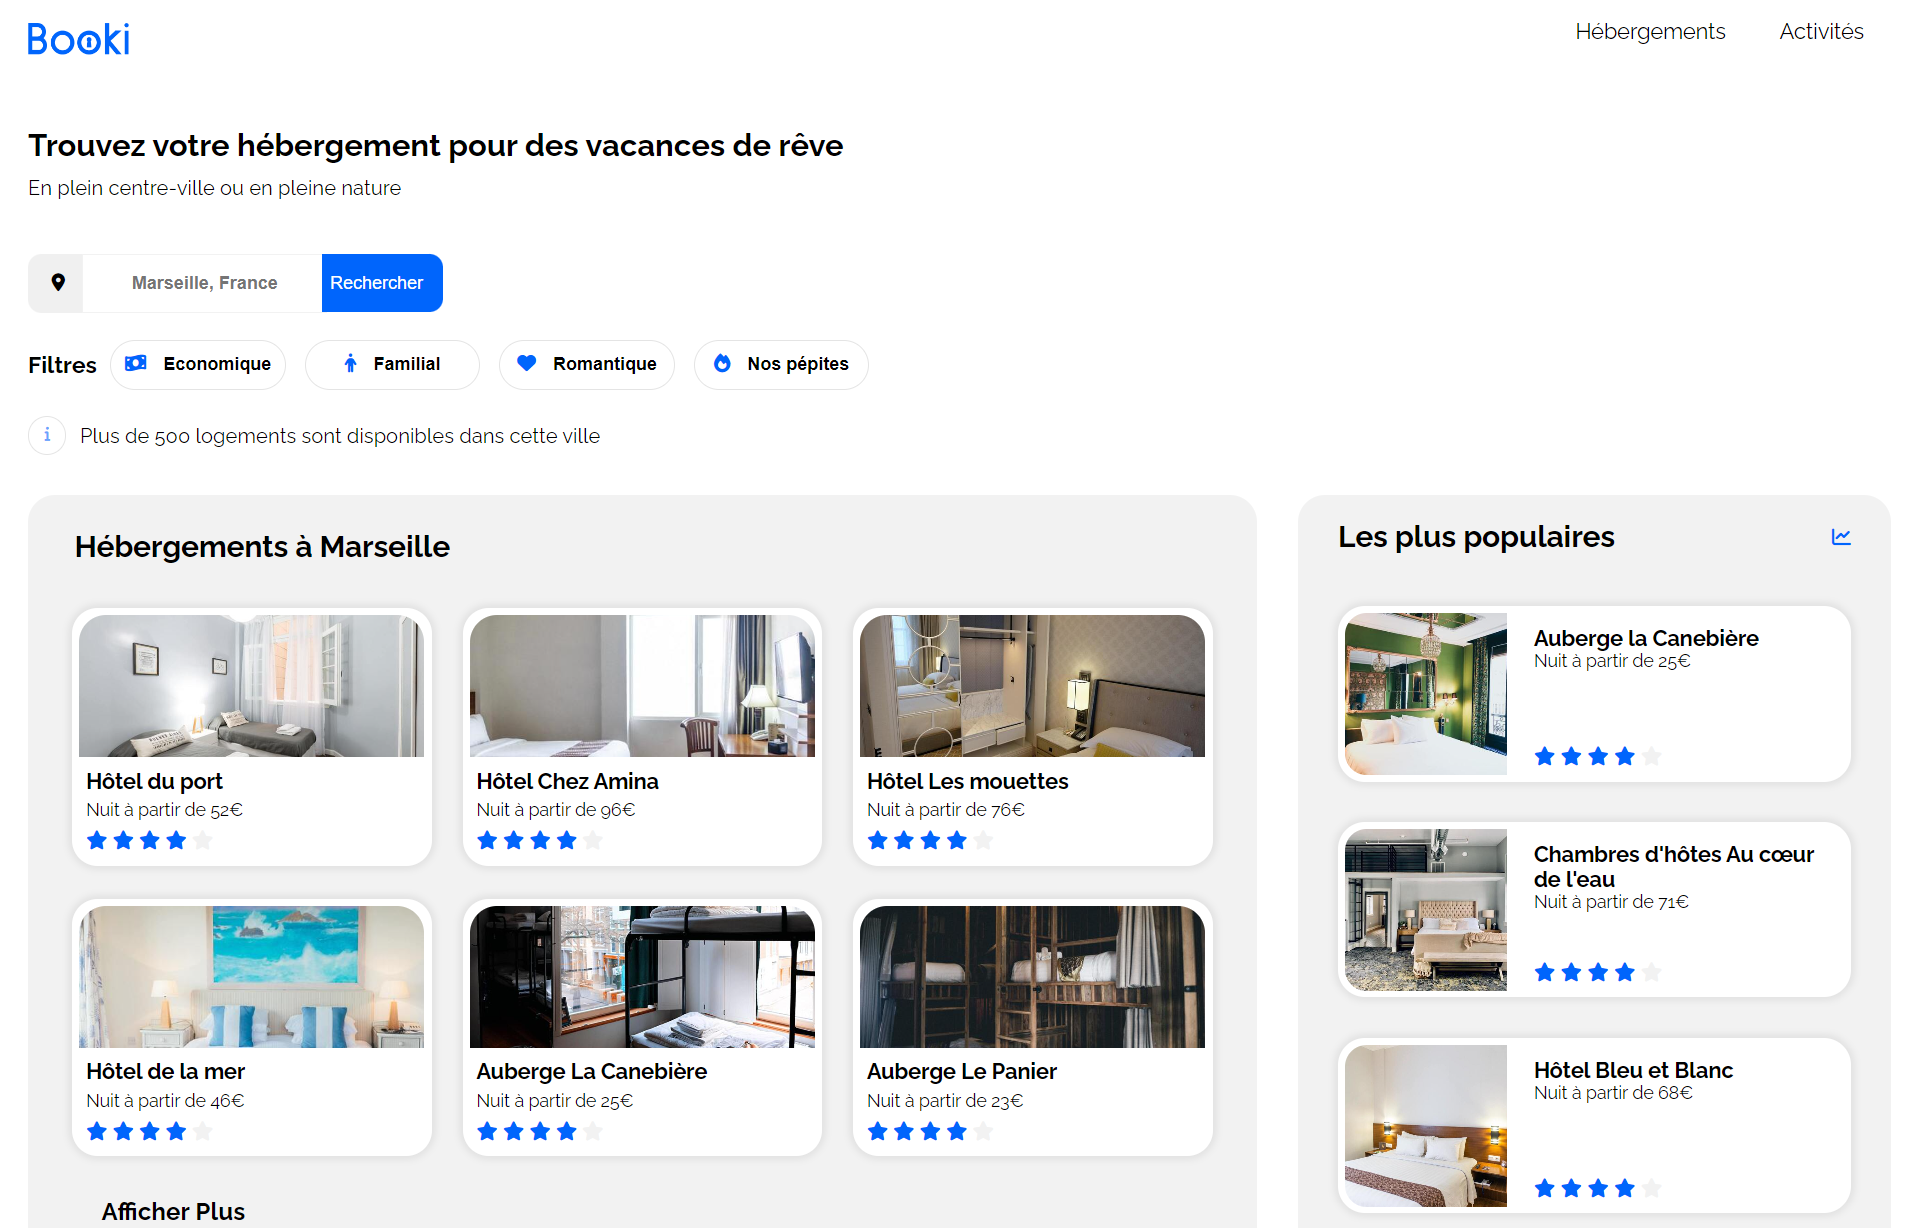 Booki
Hébergements
Activités
Trouvez votre hébergement pour des vacances de rêve
En plein centre-ville ou en pleine nature
Marseille, France
Rechercher
Filtres
Economique
Familial
Romantique
Nos pépites
Plus de 500 logements sont disponibles dans cette ville
Hébergements à Marseille
Hôtel du port
Nuit à partir de 52€
Hôtel Chez Amina
Nuit à partir de 96€
Hôtel Les mouettes
Nuit à partir de 76€
Hôtel de la mer
Nuit à partir de 46€
Auberge La Canebière
Nuit à partir de 25€
Auberge Le Panier
Nuit à partir de 23€
Afficher Plus
Les plus populaires
Auberge la Canebière
Nuit à partir de 25€
Chambres d'hôtes Au cœur
de l'eau
Nuit à partir de 71€
Hôtel Bleu et Blanc
Nuit à partir de 68€